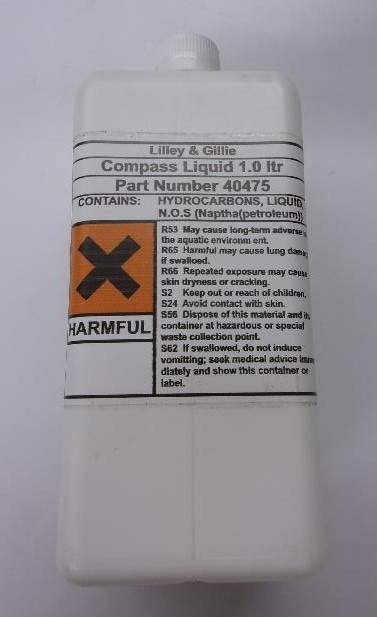 Lilley & Gillie
Compass Liquid 1.0 ltr
Part Number 40475
CONTAINS: HYDROCARBONS, LIQUID,
N.O.S (Naptha(petroleum))
R53 May cause long-term adverse
the aquatic environm ent.
R65 Harmful may cause lung
if swalloed.
R66 Repeated exposure may cause
skin dryness or cracking.
S2 Keep out or reach of children.
S24 Avoid contact with skin.
S56 Dispose of this material and its
container at hazardous or special
waste collection point.
S62 If swallowed, do not induce
vomitting; seek medical advice
diately and show this container or
label.
HARMFUL